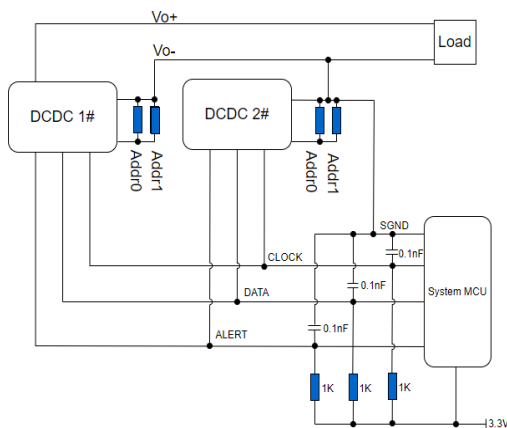 Vo+
Load
Vo-
DCDC 1#
DCDC 2#
Addr0
Addr1
Addr0
Addr1
SGND
0.1nF
CLOCK
0.1nF
System MCU
DATA
0.1nF
ALERT
1K
1K
1K
3.3V